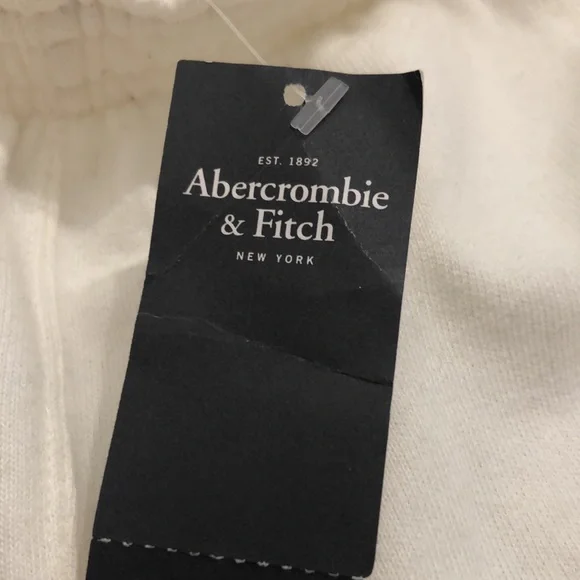 EST. 1892
Abercrombie
& Fitch
NEW YORK